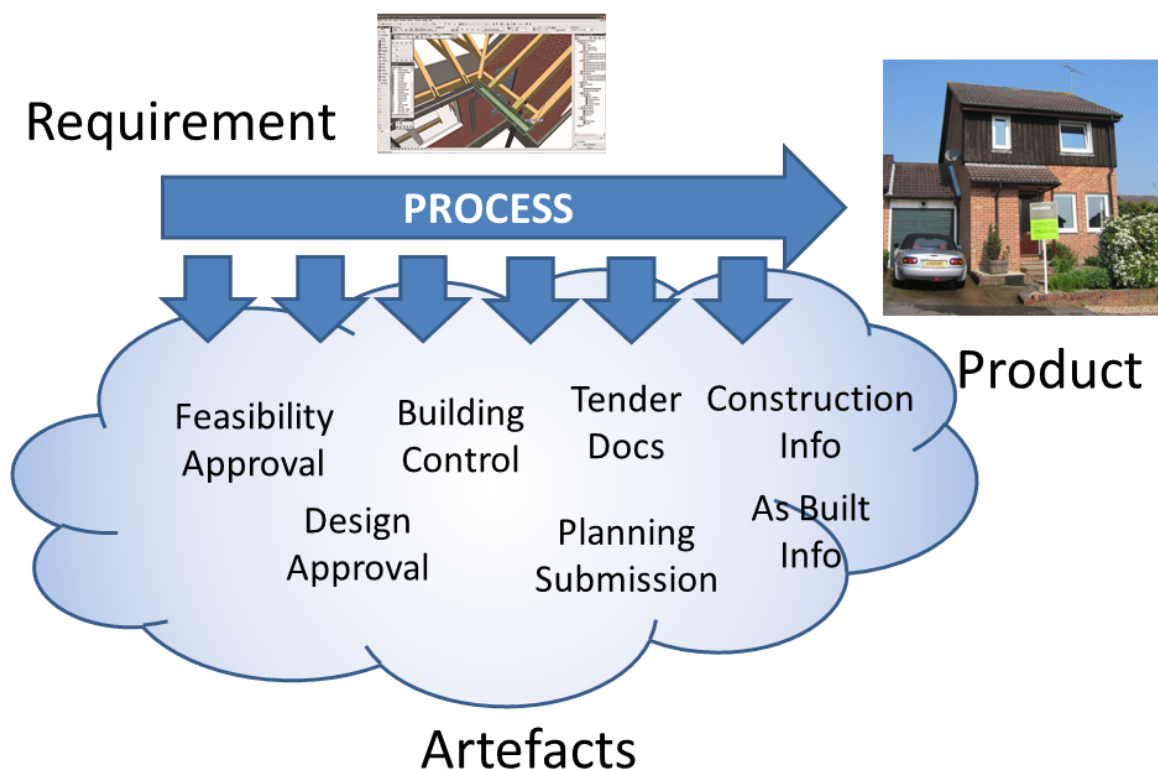 Requirement
PROCESS
Product
Feasibility
Approval
Building
Control
Tender
Docs
Construction
Info
Design
Approval
Planning
Submission
As Built
Info
Artefacts